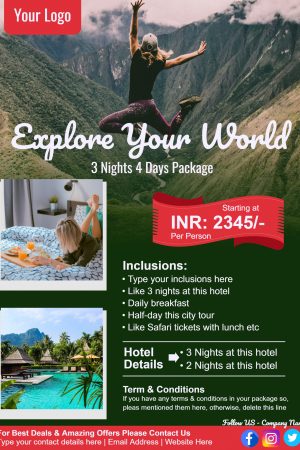 Your Logo
Explore Your World
3 Nights 4 Days Package
Starting at
INR: 2345/-
Per Person
Inclusions:
• Type your inclusions here
• Like 3 nights at this hotel
• Daily breakfast
• Half-day this city tour
• Like Safari tickets with lunch etc
Hotel Details
• 3 Nights at this hotel
• 2 Nights at this hotel
Term & Conditions
If you have any terms & conditions in your package so,
pleas mentioned them here, otherwise, delete this line
Follow US - Company Nam
For Best Deals & Amazing Offers Please Contact Us
Type your contact details here | Email Address | Website Here